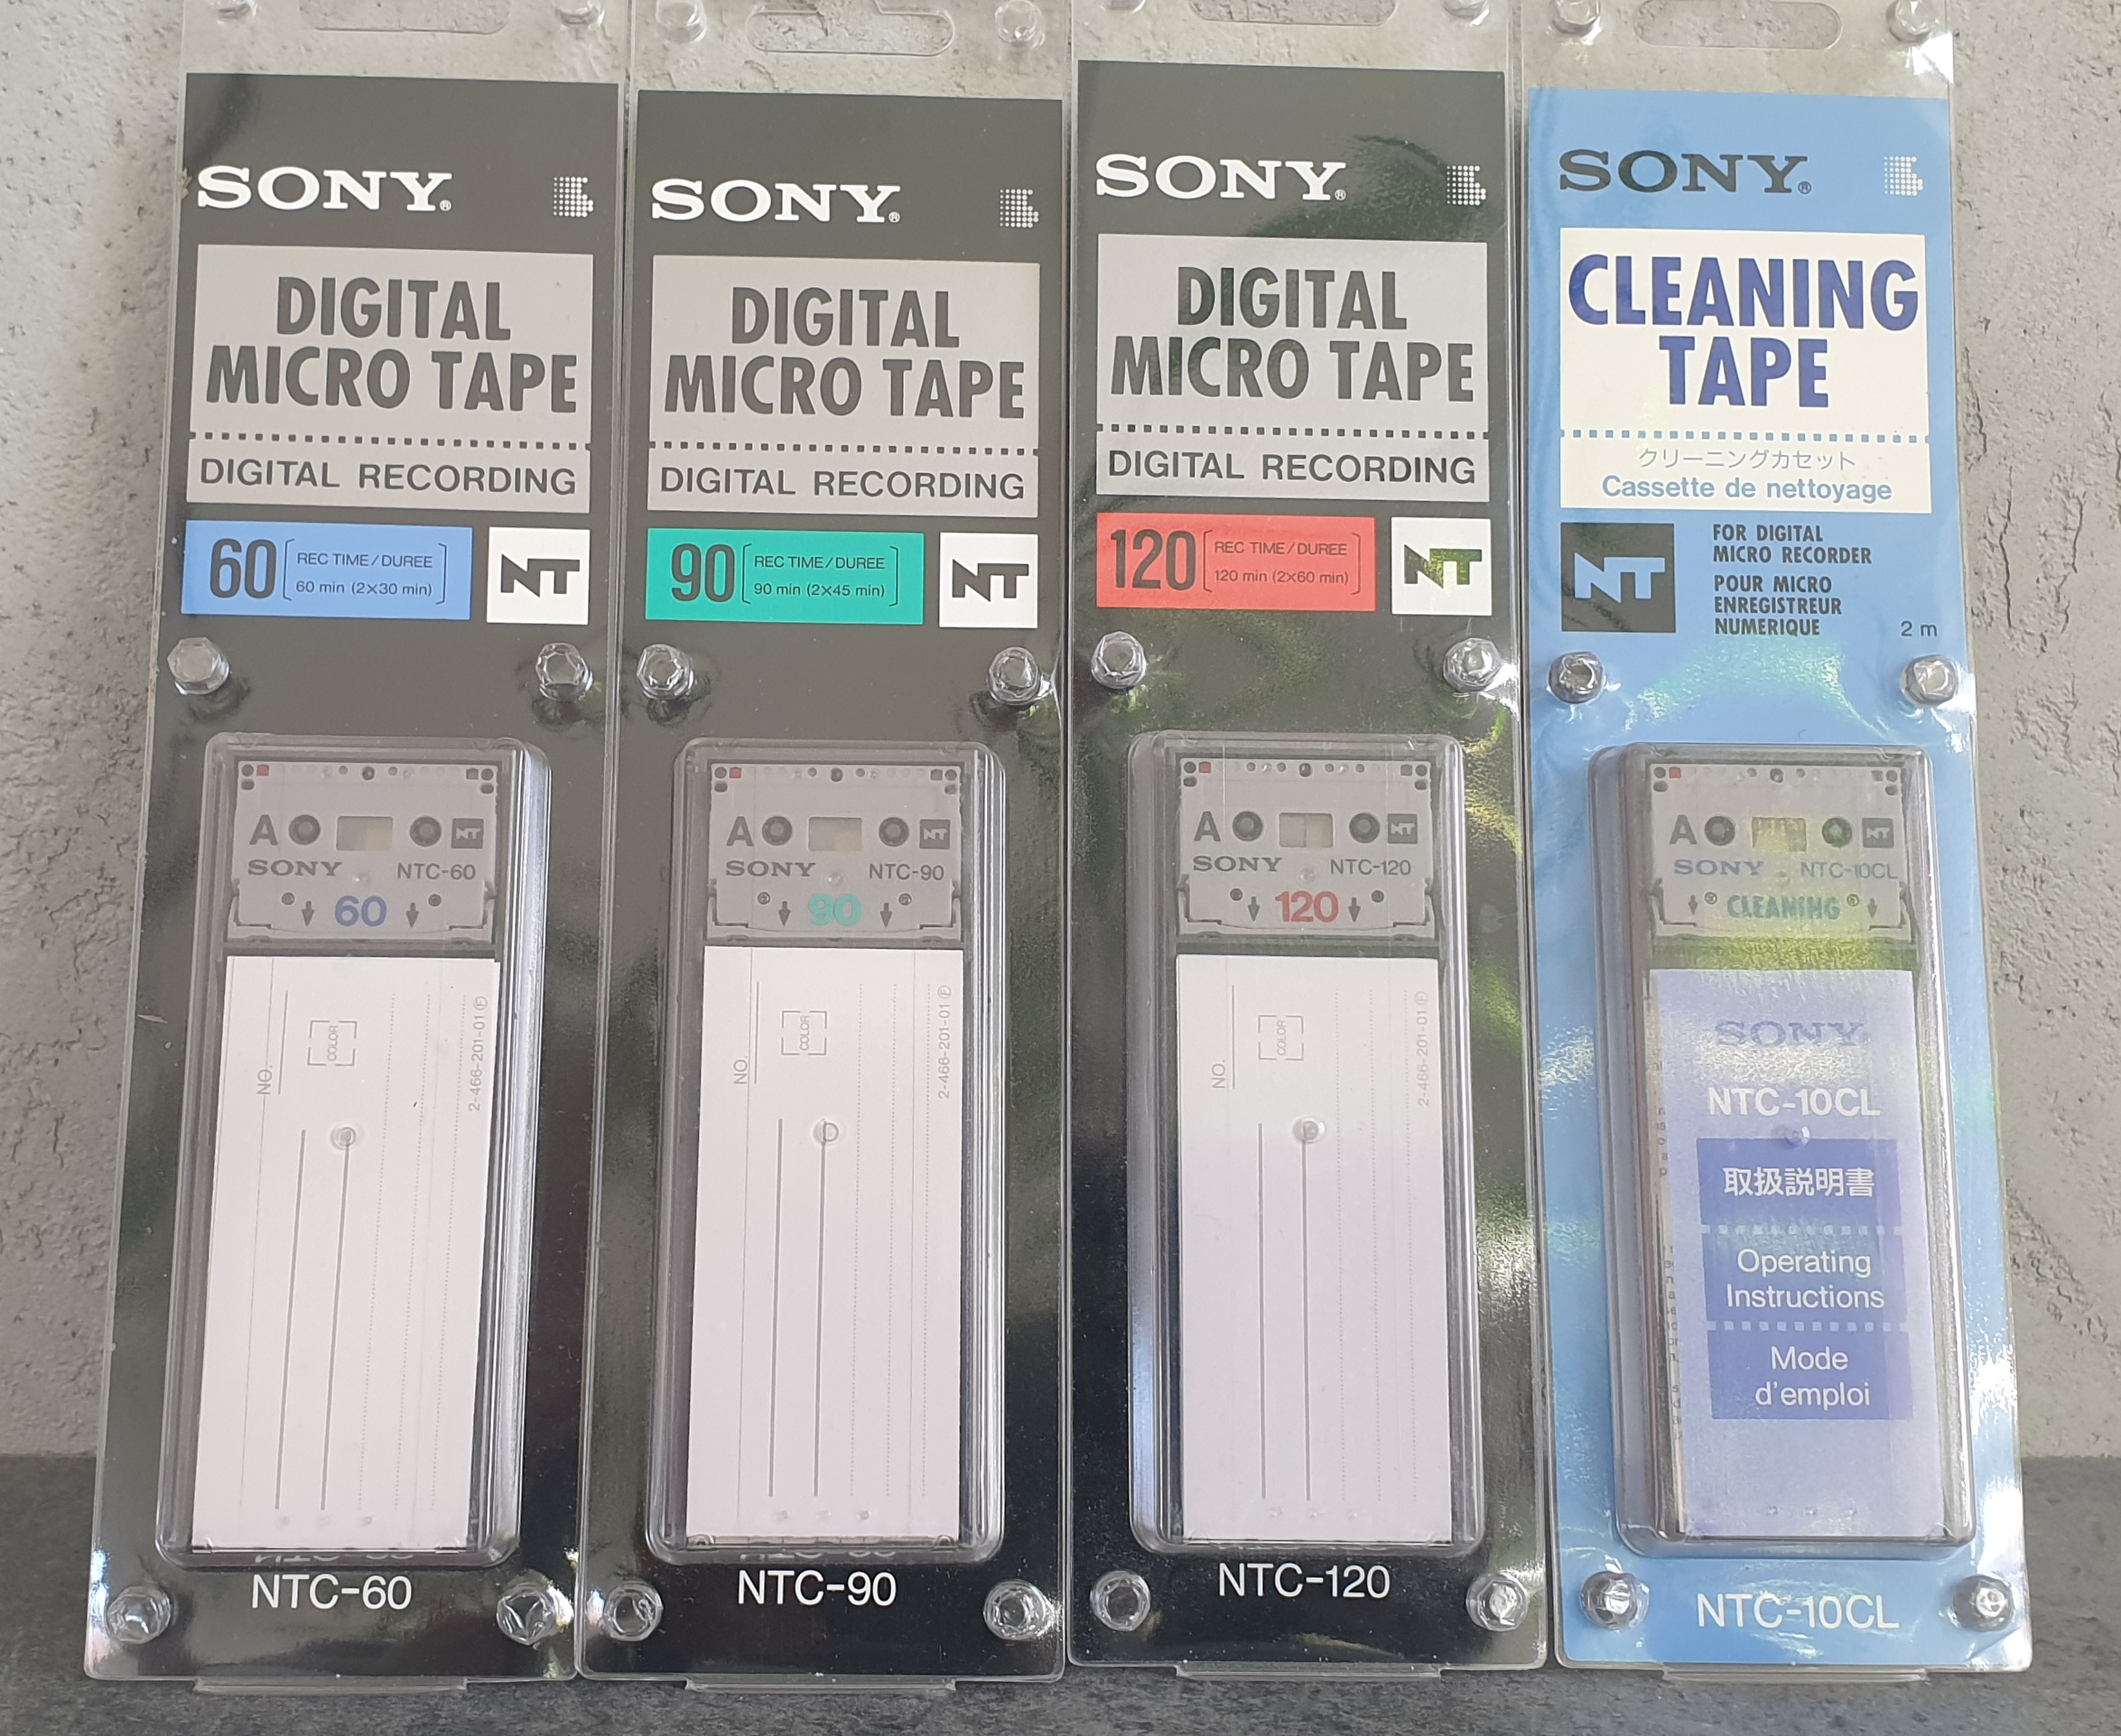 SONY®
DIGITAL
MICRO TAPE
DIGITAL RECORDING
60 REC TIME/DUREE
60 min (2×30 min)
NT
A NT
SONY NTC-60
60
NO.
COLOR
2-466-201-01 Ⓕ
NTC-60
SONY®
DIGITAL
MICRO TAPE
DIGITAL RECORDING
90 REC TIME/DUREE
90 min (2×45 min)
NT
A NT
SONY NTC-90
90
NO.
COLOR
2-466-201-01 Ⓕ
NTC-90
SONY®
DIGITAL
MICRO TAPE
DIGITAL RECORDING
120 REC TIME/DUREE
120 min (2×60 min)
NT
A NT
SONY NTC-120
120
NO.
COLOR
2-466-201-01 Ⓕ
NTC-120
SONY®
CLEANING
TAPE
クリーニングカセット
Cassette de nettoyage
NT
FOR DIGITAL
MICRO RECORDER
POUR MICRO
ENREGISTREUR
NUMERIQUE
2 m
A NT
SONY NTC-10CL
CLEANING
SONY
NTC-10CL
取扱説明書
Operating
Instructions
Mode
d'emploi
NTC-10CL